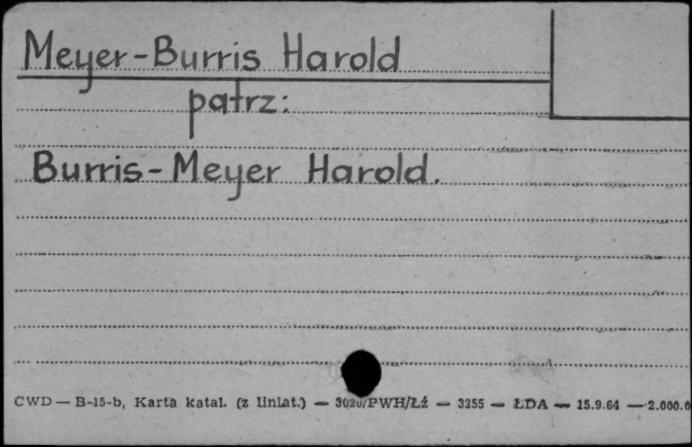 Meyer-Burris Harold
patrz:
Burris-Meyer Harold.
CWD — B-15-b, Karta katal. (z liniat.) — 3020/PWH/Łź — 3255 — ŁDA — 15.9.64 — 2.000.0